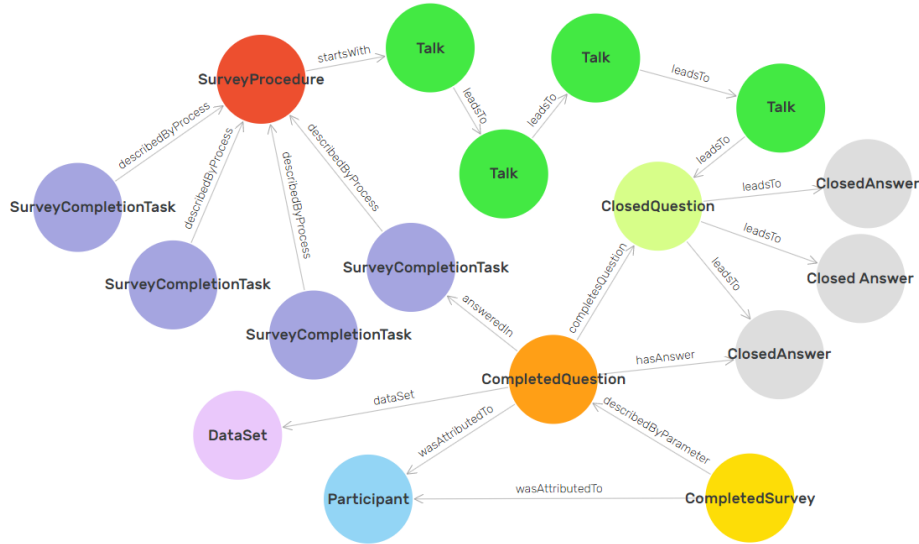 startsWith
Talk
SurveyProcedure
Talk
leadsTo
Talk
leadsTo
leadsTo
describedByProcess
describedByProcess
describedByProcess
describedByProcess
Talk
leadsTo
leadsTo
ClosedAnswer
SurveyCompletionTask
ClosedQuestion
leadsTo
leadsTo
SurveyCompletionTask
SurveyCompletionTask
Closed Answer
completesQuestion
answeredIn
SurveyCompletionTask
hasAnswer
ClosedAnswer
CompletedQuestion
dataSet
describedByParameter
DataSet
wasAttributedTo
wasAttributedTo
Participant
CompletedSurvey